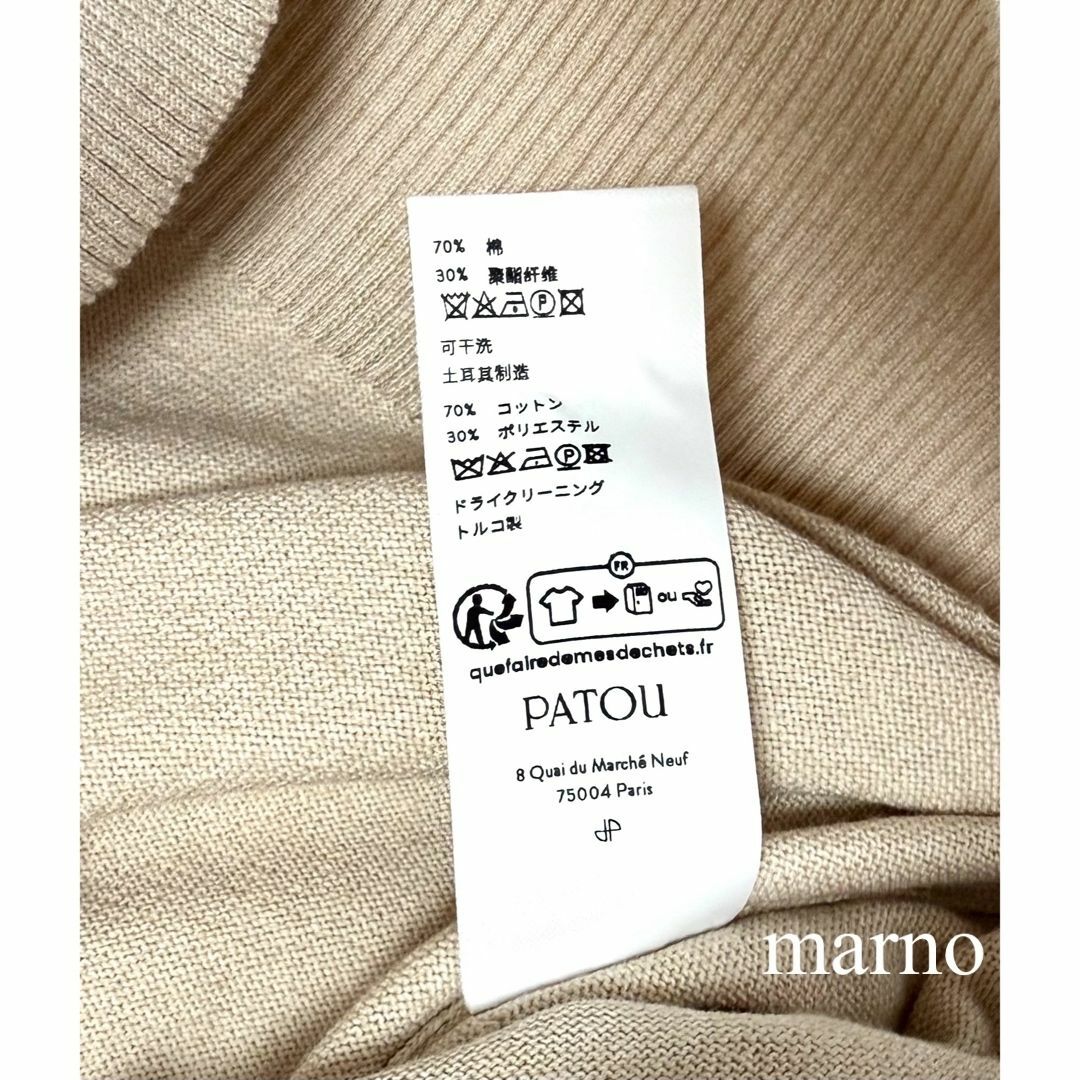 70% 棉
30% 聚酯纤维
P
可干洗
土耳其制造
70% コットン
30% ポリエステル
P
ドライクリーニング
トルコ製
FR
ou
quefairedemesdechets.fr
PATOU
8 Quai du Marché Neuf
75004 Paris
JP
marno